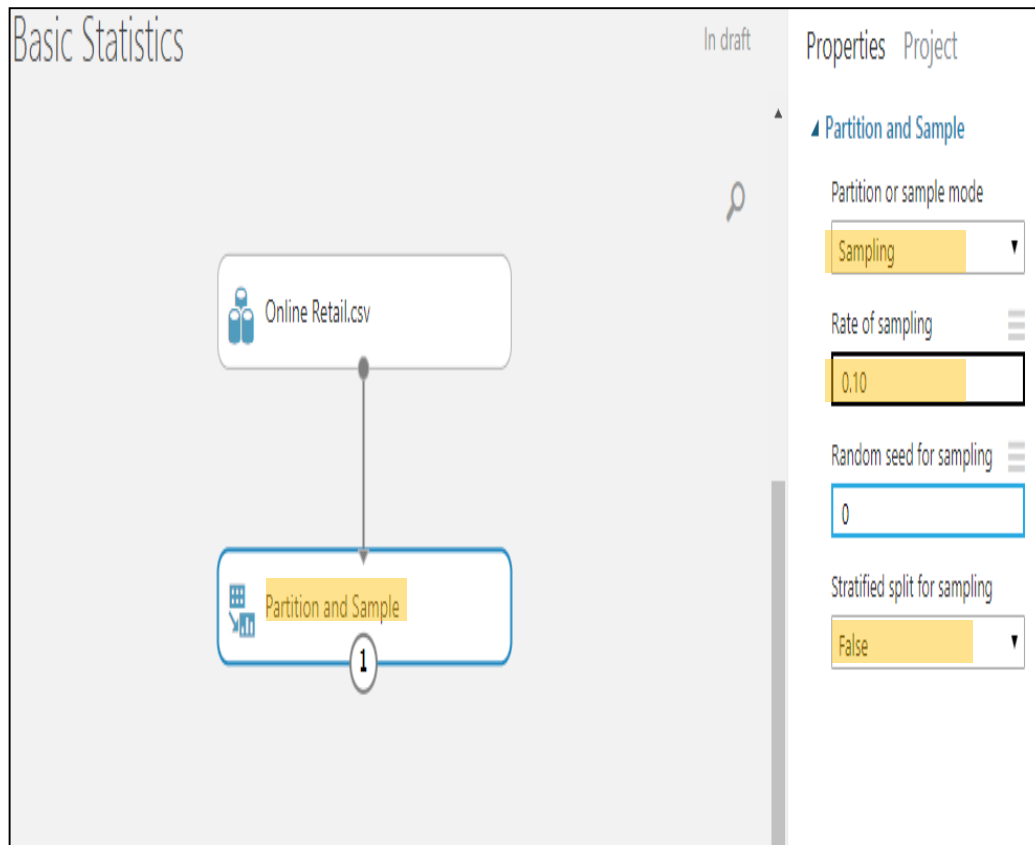 Basic Statistics
In draft
Online Retail.csv
Partition and Sample
1
Properties Project
Partition and Sample
Partition or sample mode
Sampling
Rate of sampling
0.10
Random seed for sampling
0
Stratified split for sampling
False